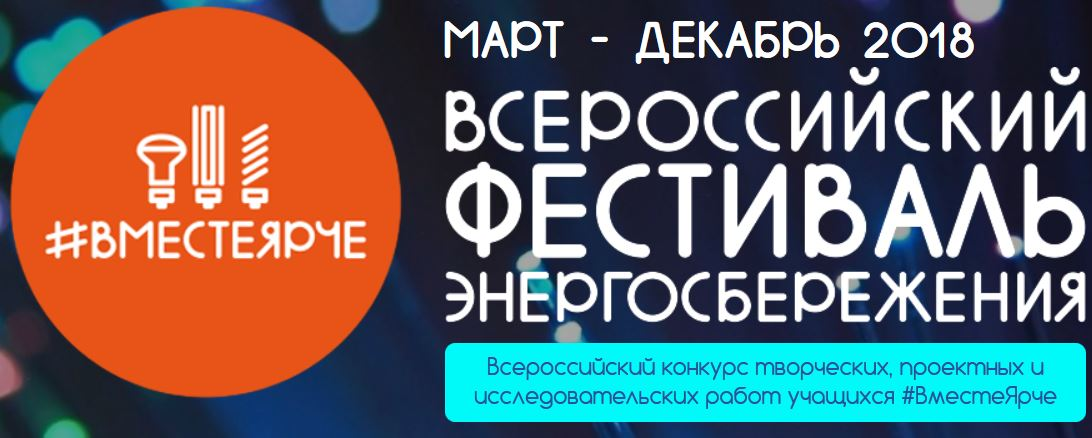 #ВМЕСТЕЯРЧЕ
МАРТ - ДЕКАБРЬ 2018
ВСЕРОССИЙСКИЙ
ФЕСТИВАЛЬ
ЭНЕРГОСБЕРЕЖЕНИЯ
Всероссийский конкурс творческих, проектных и
исследовательских работ учащихся #ВместеЯрче